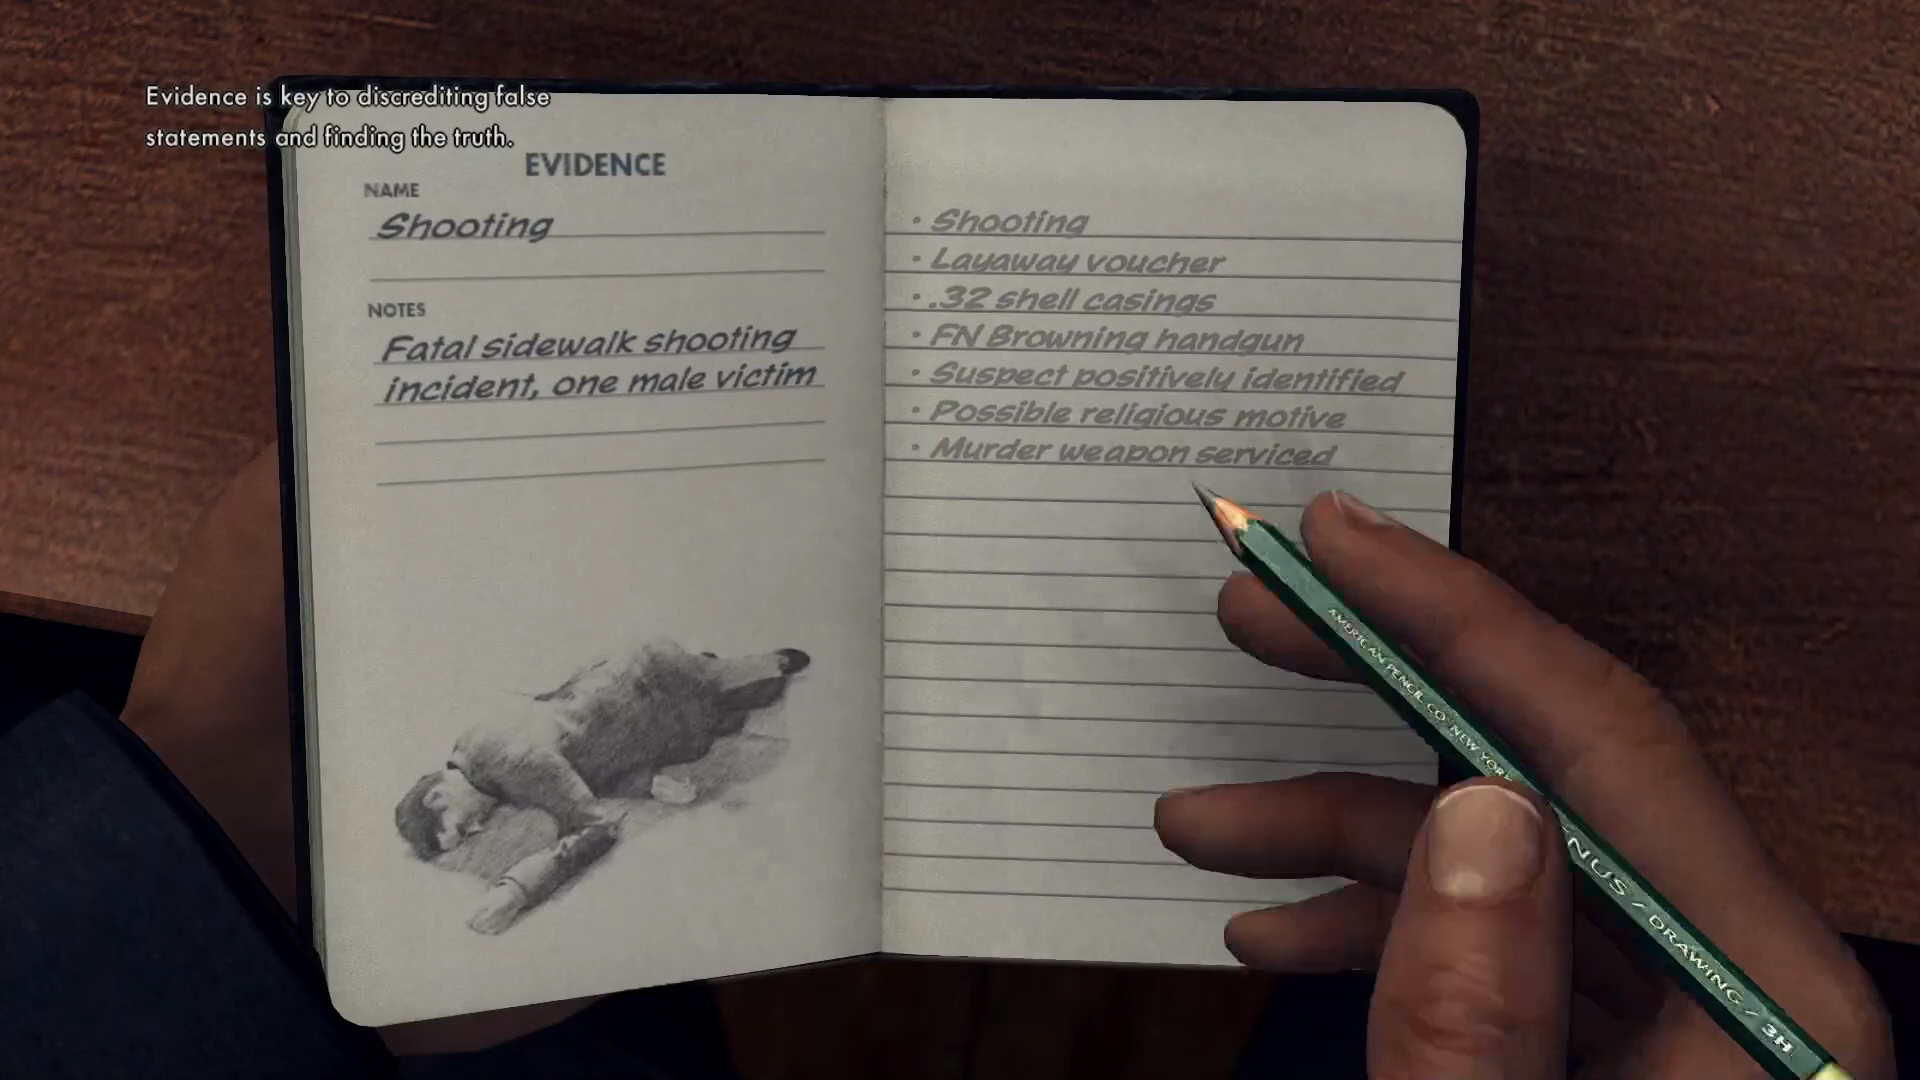 Evidence is key to discrediting false
statements and finding the truth.
EVIDENCE
NAME
Shooting
NOTES
Fatal sidewalk shooting
incident, one male victim
• Shooting
• Layaway voucher
• .32 shell casings
• FN Browning handgun
• Suspect positively identified
• Possible religious motive
• Murder weapon serviced
AMERICAN PENCIL CO. NEW YORK
/ DRAWING / 3H